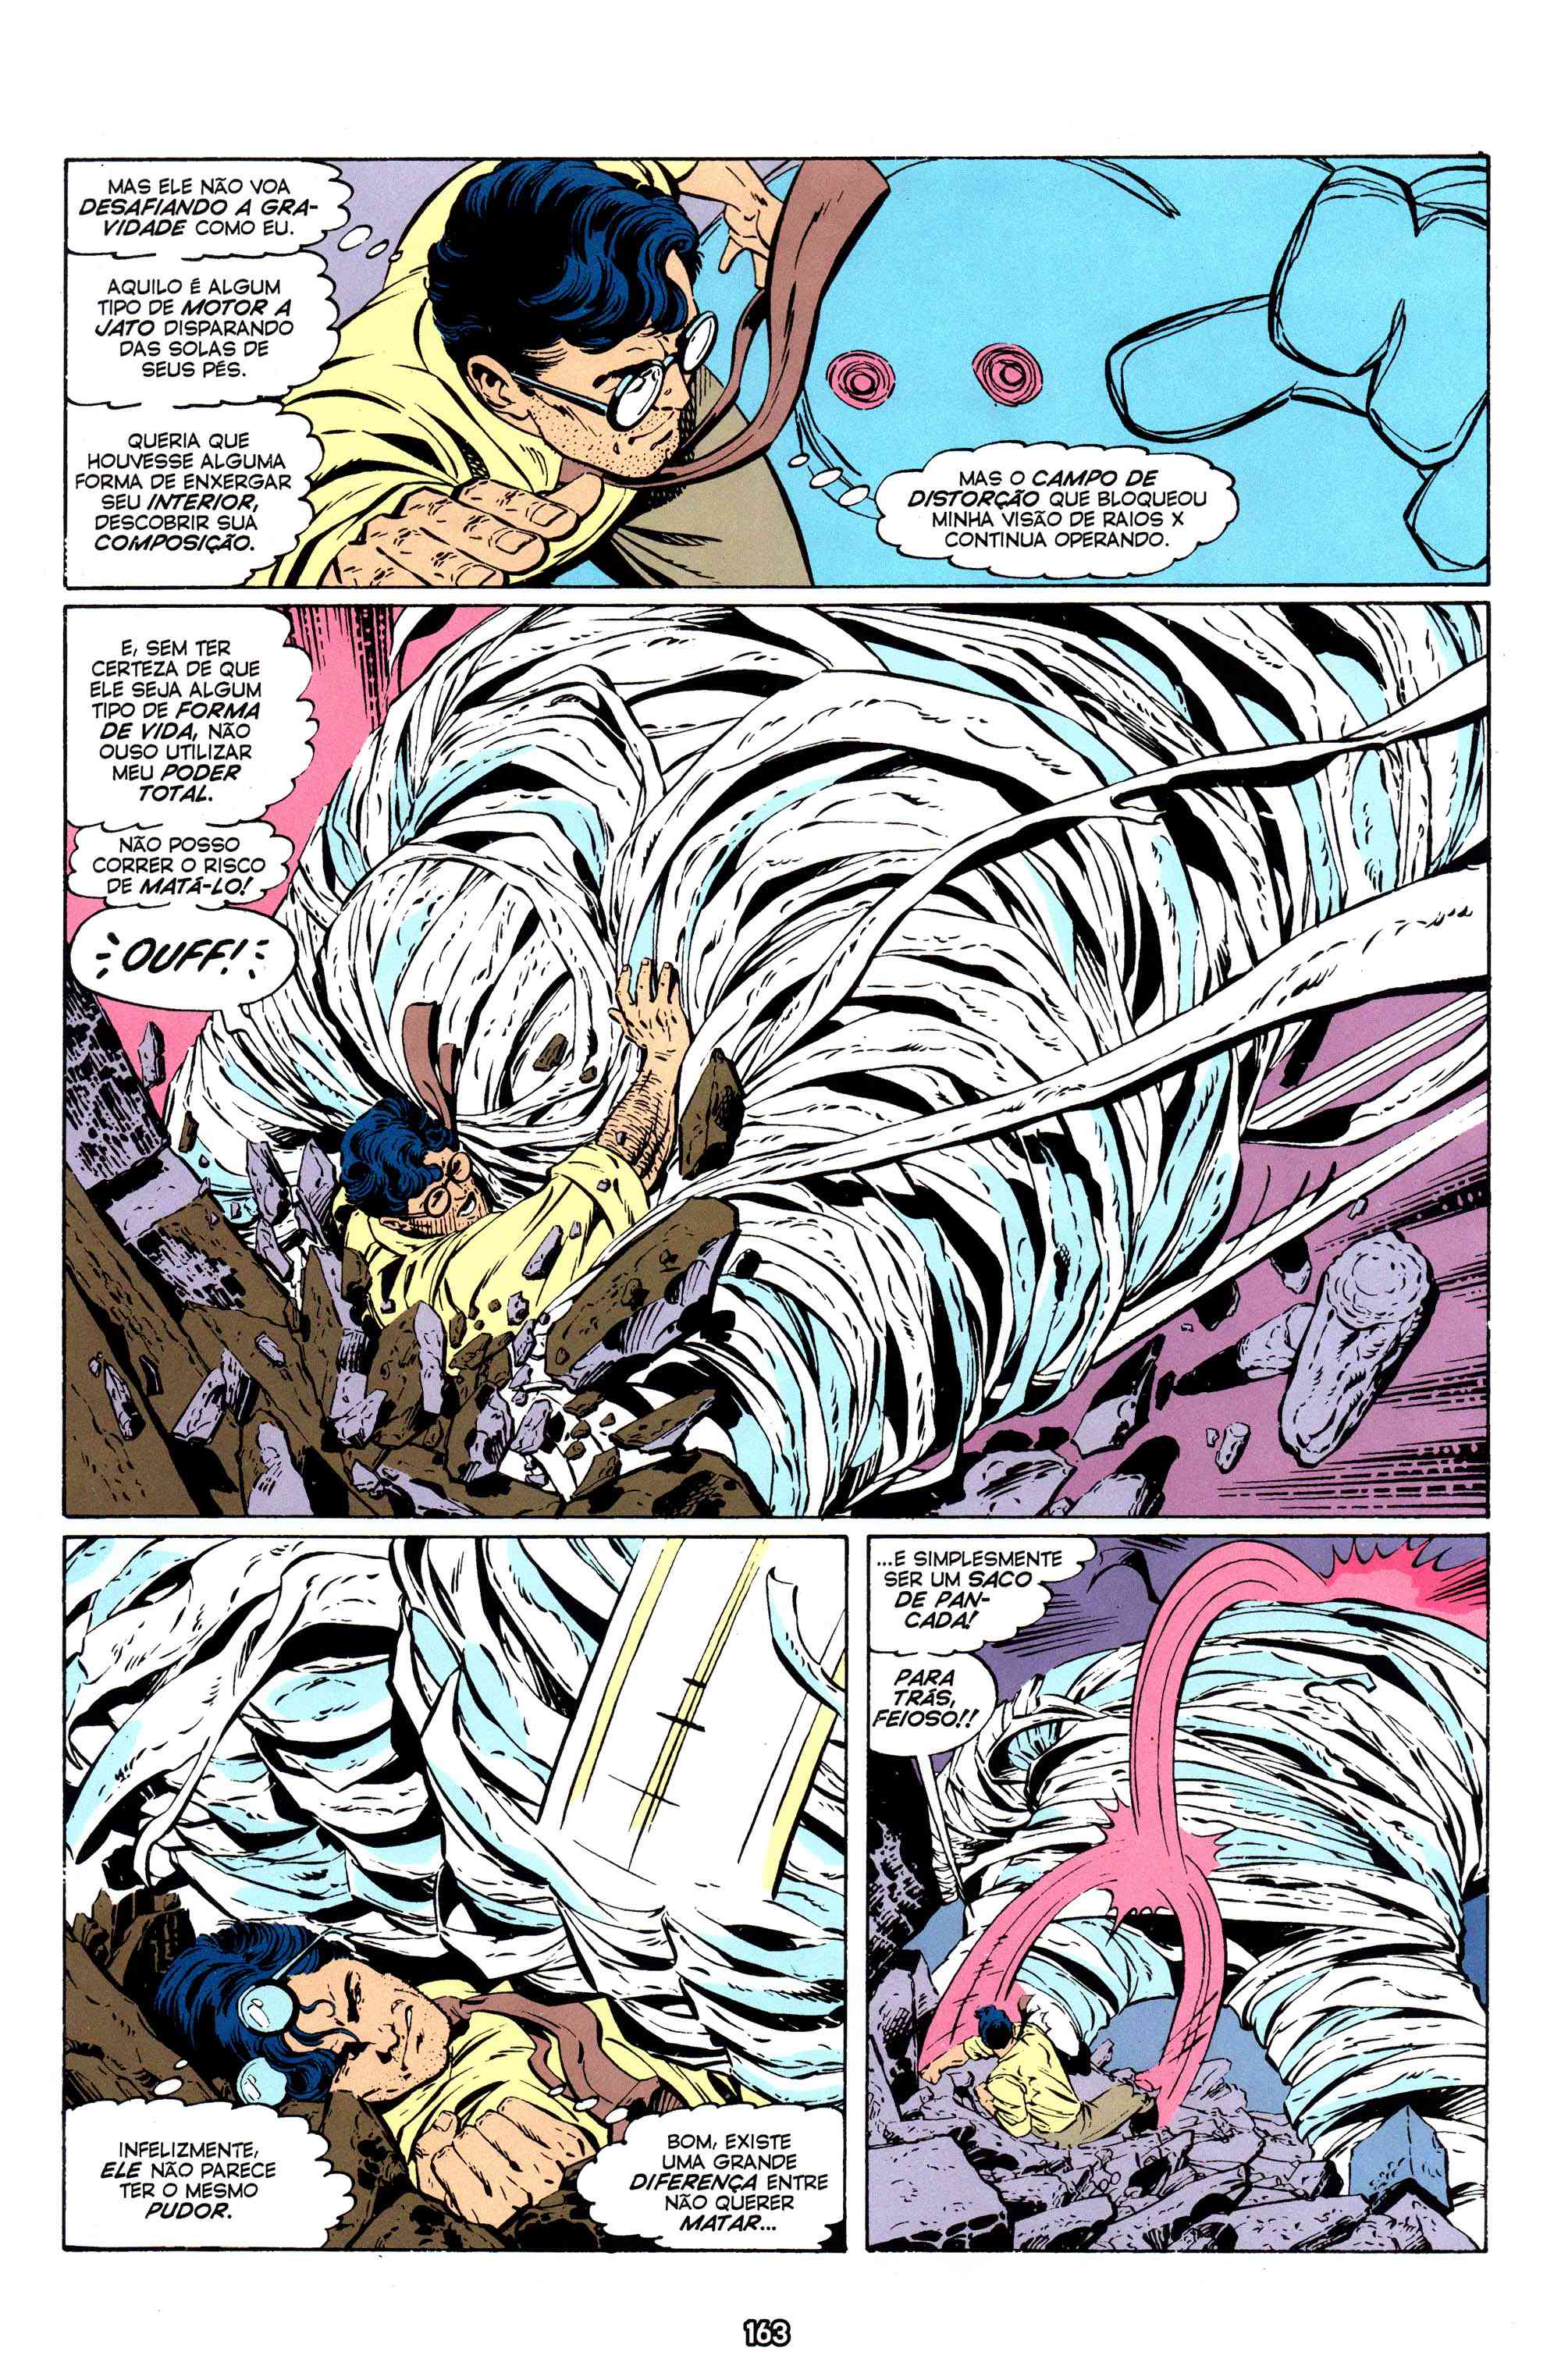 MAS ELE NÃO VOA
DESAFIANDO A GRA-
VIDADE COMO EU.
AQUILO É ALGUM
TIPO DE MOTOR A
JATO DISPARANDO
DAS SOLAS DE
SEUS PÉS.
QUERIA QUE
HOUVESSE ALGUMA
FORMA DE ENXERGAR
SEU INTERIOR,
DESCOBRIR SUA
COMPOSIÇÃO.
MAS O CAMPO DE
DISTORÇÃO QUE BLOQUEOU
MINHA VISÃO DE RAIOS X
CONTINUA OPERANDO.
E, SEM TER
CERTEZA DE QUE
ELE SEJA ALGUM
TIPO DE FORMA
DE VIDA, NÃO
OUSO UTILIZAR
MEU PODER
TOTAL.
NÃO POSSO
CORRER O RISCO
DE MATÁ-LO!
OUFF!
INFELIZMENTE,
ELE NÃO PARECE
TER O MESMO
PUDOR.
BOM, EXISTE
UMA GRANDE
DIFERENÇA ENTRE
NÃO QUERER
MATAR...
...E SIMPLESMENTE
SER UM SACO
DE PAN-
CADA!
PARA
TRÁS,
FEIOSO!!
163